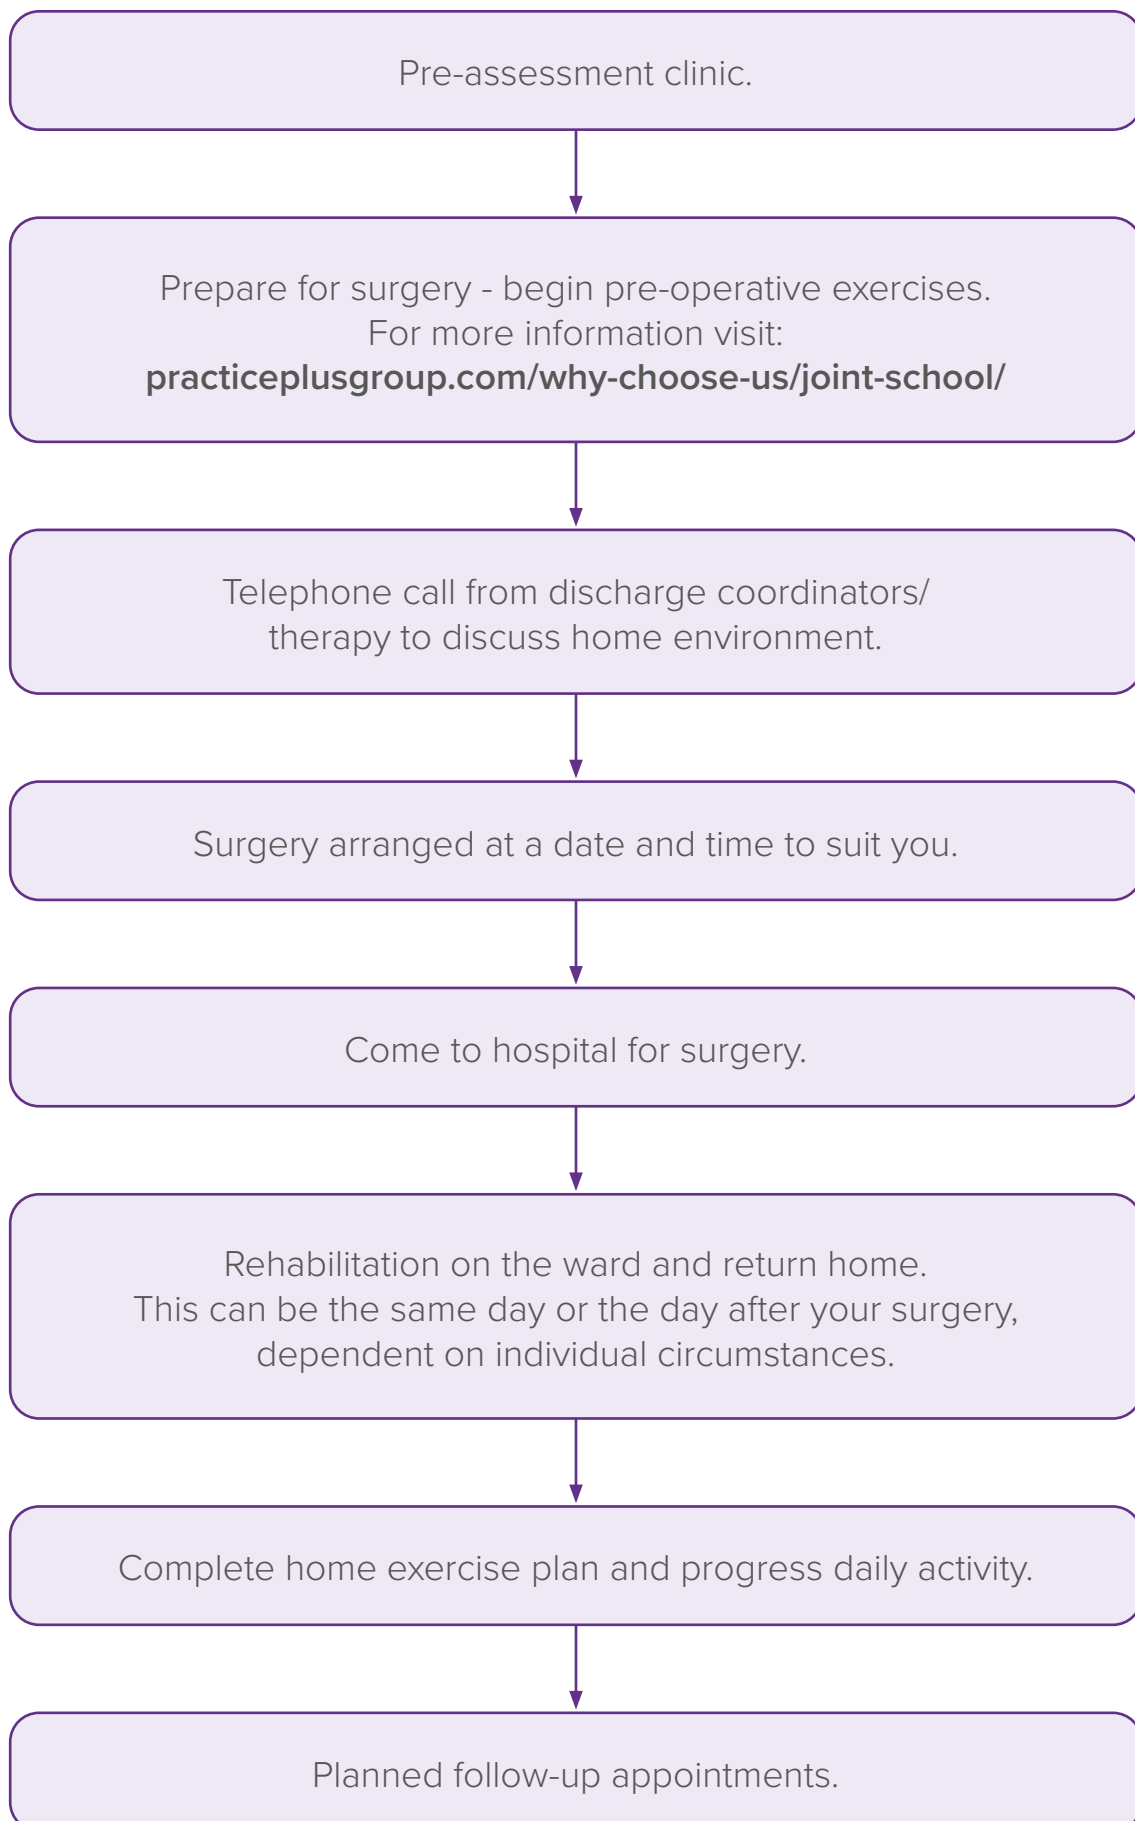 Pre-assessment clinic.
Prepare for surgery - begin pre-operative exercises.
For more information visit:
practiceplusgroup.com/why-choose-us/joint-school/
Telephone call from discharge coordinators/
therapy to discuss home environment.
Surgery arranged at a date and time to suit you.
Come to hospital for surgery.
Rehabilitation on the ward and return home.
This can be the same day or the day after your surgery,
dependent on individual circumstances.
Complete home exercise plan and progress daily activity.
Planned follow-up appointments.